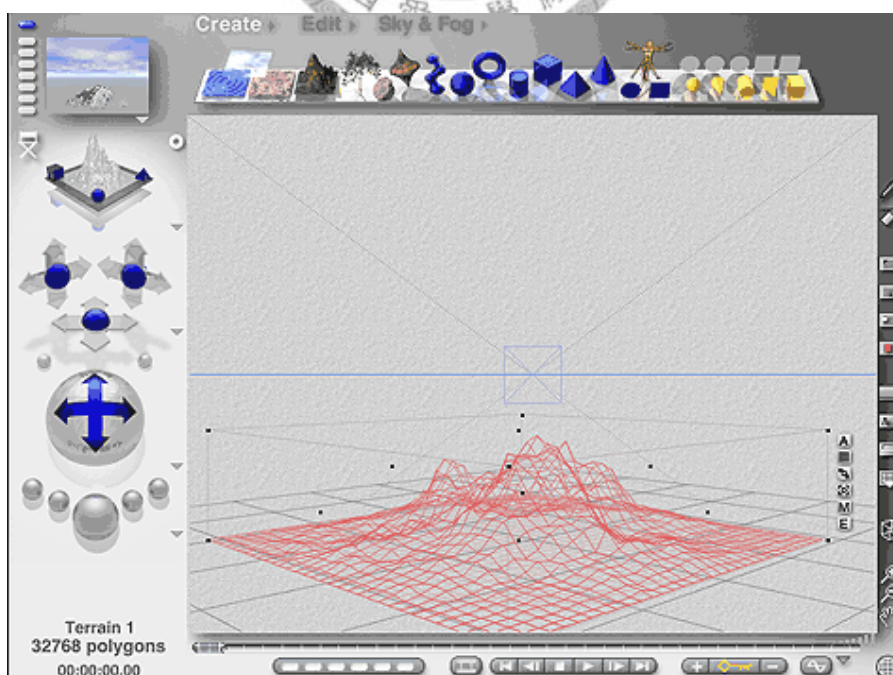 Create Edit Sky & Fog
A
M
E
Terrain 1
32768 polygons
00:00:00.00